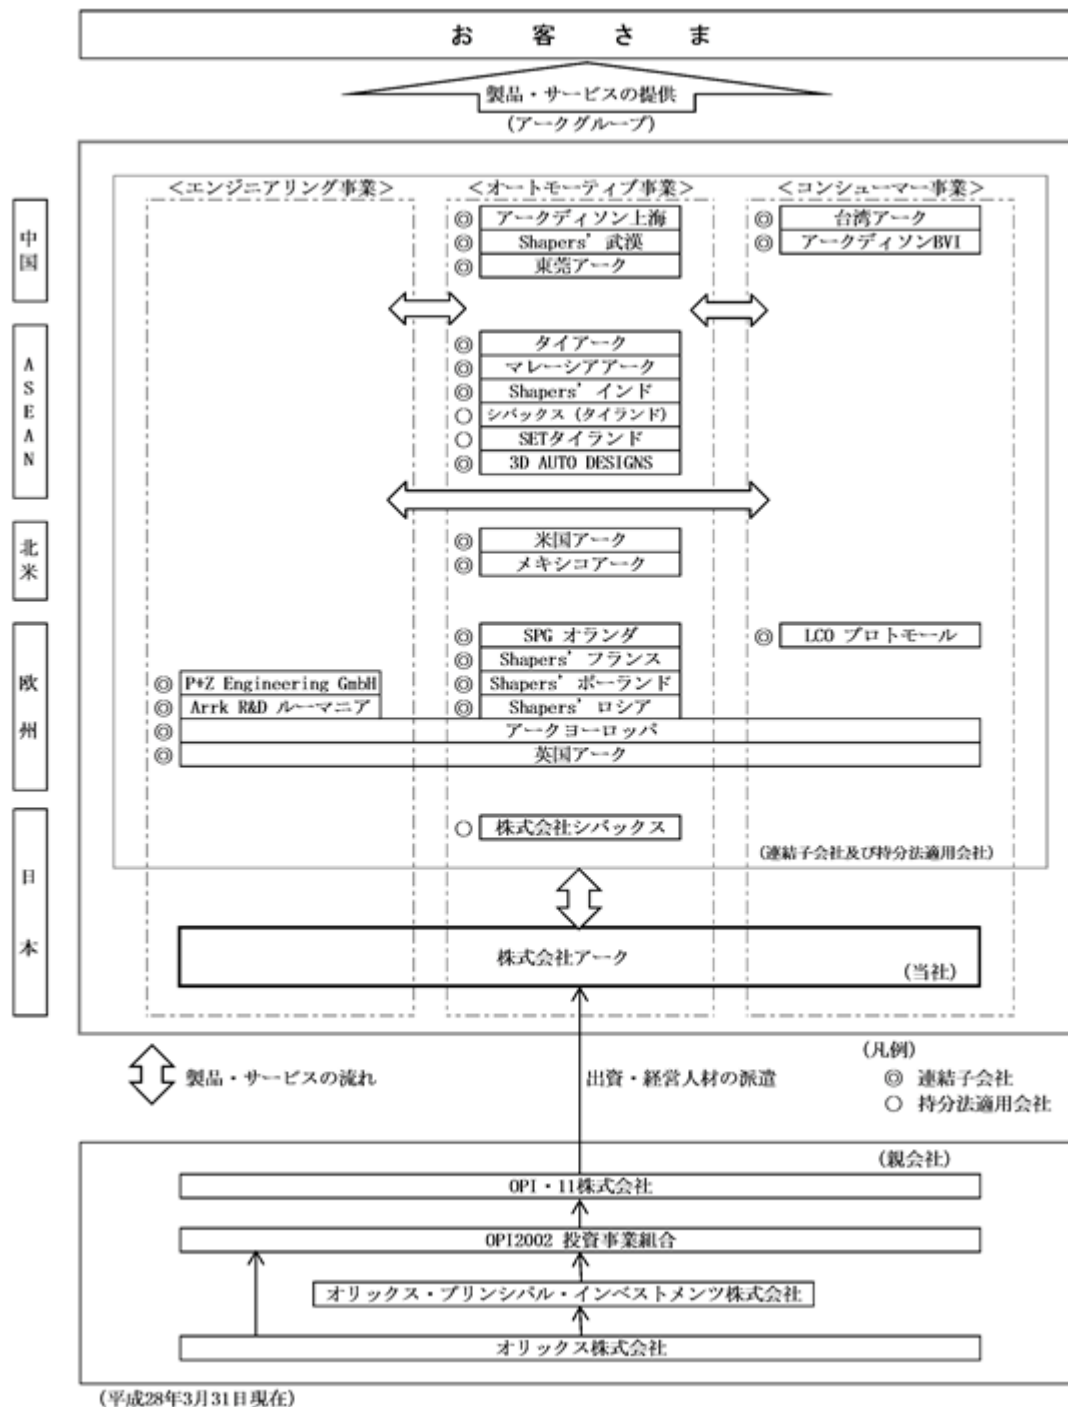 お客さま
製品・サービスの提供
(アークグループ)
<エンジニアリング事業> <オートモーティブ事業> <コンシューマー事業>
中国
◎ アークディソン上海
◎ Shapers' 武漢
◎ 東莞アーク
◎ 台湾アーク
◎ アークディソンBVI
ASEAN
◎ タイアーク
◎ マレーシアアーク
◎ Shapers' インド
○ シバックス (タイランド)
○ SETタイランド
◎ 3D AUTO DESIGNS
北米
◎ 米国アーク
◎ メキシコアーク
欧州
◎ SPG オランダ
◎ Shapers' フランス
◎ Shapers' ポーランド
◎ Shapers' ロシア
◎ LCO プロトモール
◎ P+Z Engineering GmbH
◎ Arrk R&D ルーマニア
◎ アークヨーロッパ
◎ 英国アーク
日本
○ 株式会社シバックス
(連結子会社及び持分法適用会社)
株式会社アーク
(当社)
製品・サービスの流れ
出資・経営人材の派遣
(凡例)
◎ 連結子会社
○ 持分法適用会社
(親会社)
OPI・11株式会社
OPI2002 投資事業組合
オリックス・プリンシパル・インベストメンツ株式会社
オリックス株式会社
(平成28年3月31日現在)